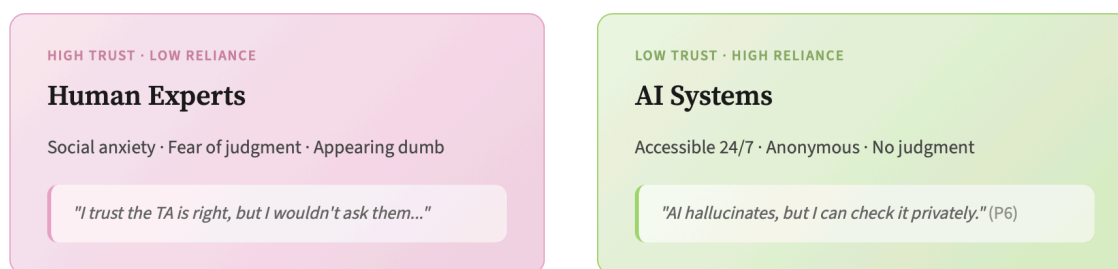 HIGH TRUST · LOW RELIANCE
Human Experts
Social anxiety · Fear of judgment · Appearing dumb
"I trust the TA is right, but I wouldn't ask them..."
LOW TRUST · HIGH RELIANCE
AI Systems
Accessible 24/7 · Anonymous · No judgment
"AI hallucinates, but I can check it privately." (P6)